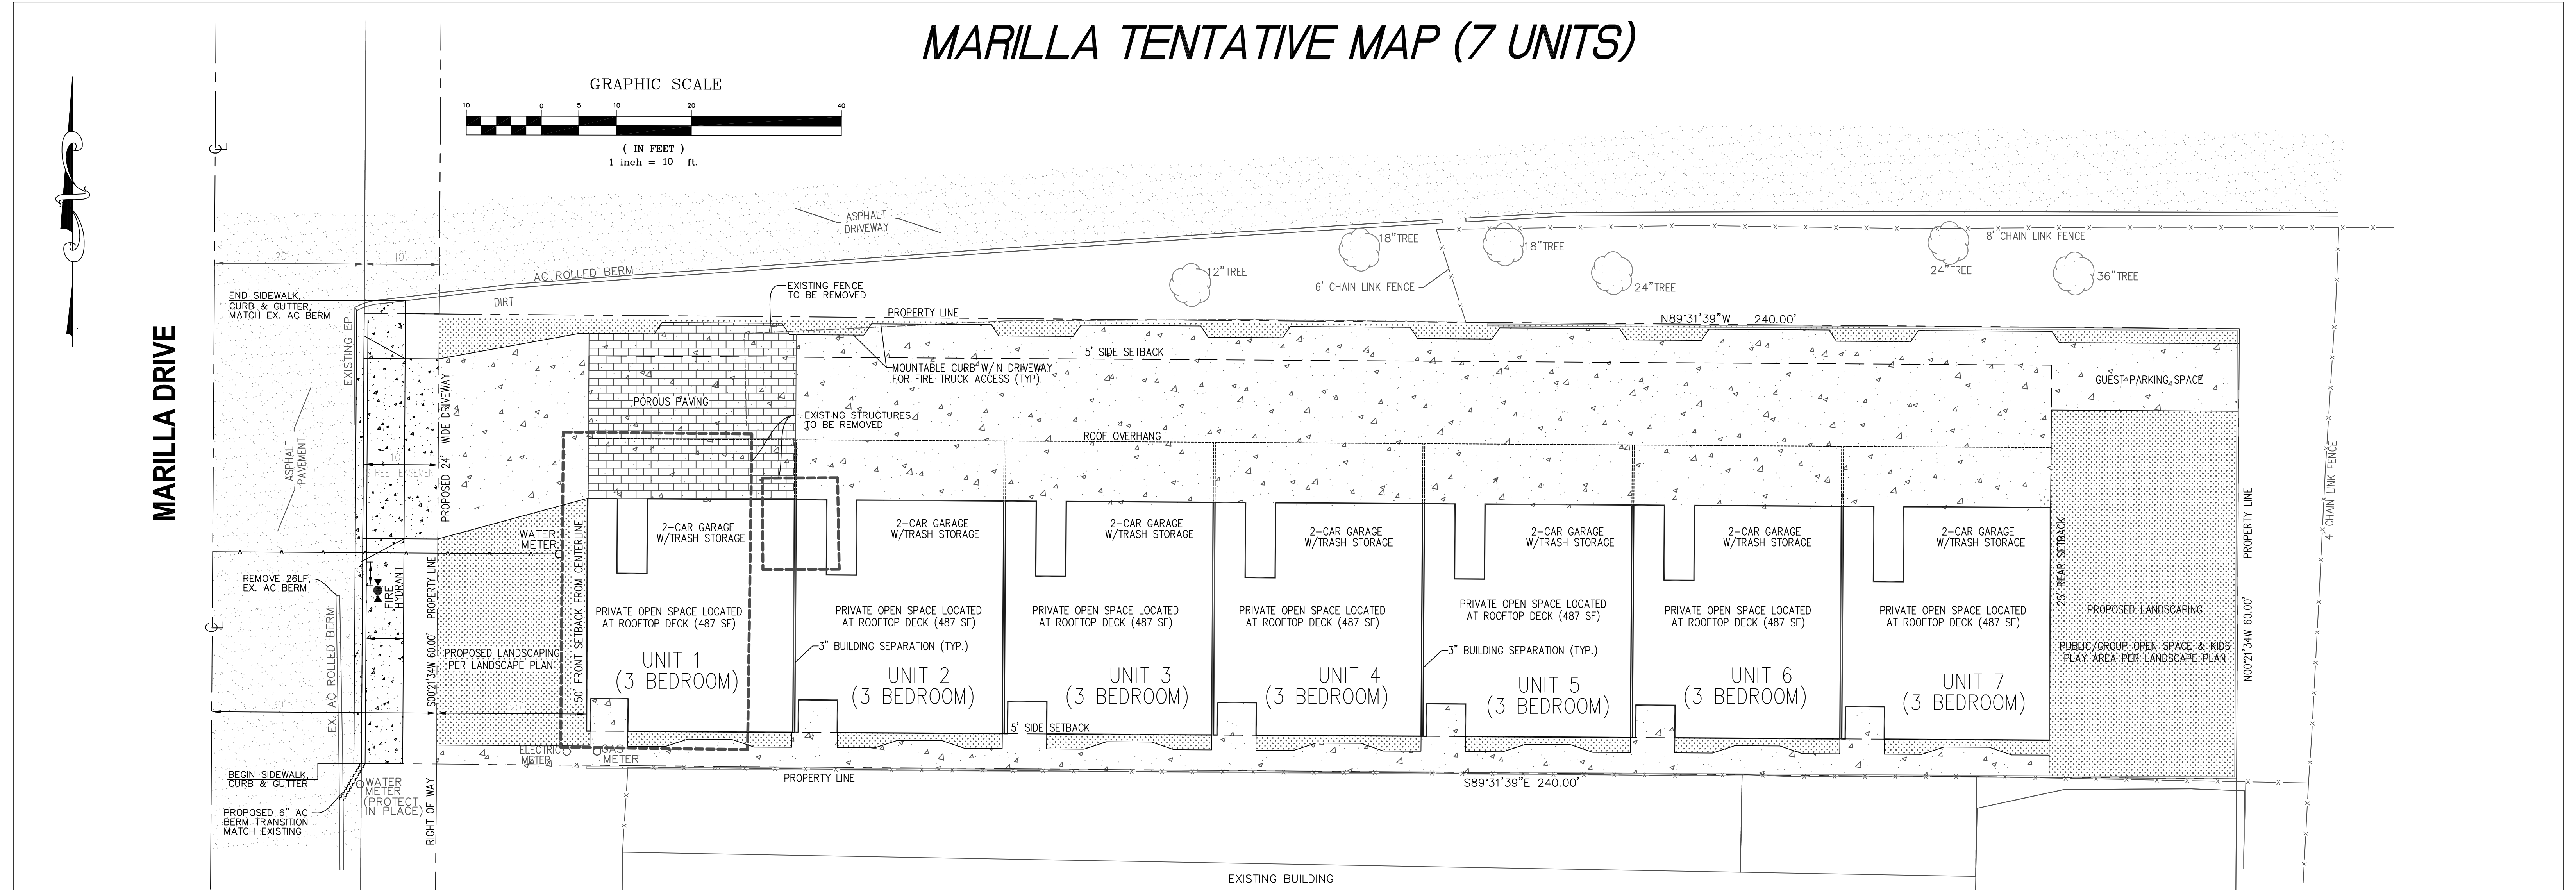 MARILLA TENTATIVE MAP (7 UNITS)
GRAPHIC SCALE
10 0 5 10 20 40
( IN FEET )
1 inch = 10 ft.
MARILLA DRIVE
20'
10'
END SIDEWALK,
CURB & GUTTER,
MATCH EX. AC BERM
EXISTING EP
ASPHALT
PAVEMENT
ASPHALT
DRIVEWAY
AC ROLLED BERM
DIRT
EXISTING FENCE
TO BE REMOVED
PROPERTY LINE
12"TREE
18"TREE
6' CHAIN LINK FENCE
18"TREE
24"TREE
24"TREE
8' CHAIN LINK FENCE
36"TREE
N89°31'39"W 240.00'
5' SIDE SETBACK
MOUNTABLE CURB W/IN DRIVEWAY
FOR FIRE TRUCK ACCESS (TYP).
POROUS PAVING
EXISTING STRUCTURES
TO BE REMOVED
ROOF OVERHANG
GUEST PARKING SPACE
PROPOSED 24' WIDE DRIVEWAY
10'
STREET EASEMENT
WATER
METER
REMOVE 26LF,
EX. AC BERM
FIRE
HYDRANT
PROPERTY LINE
S00°21'34W 60.00'
50' FRONT SETBACK FROM CENTERLINE
2-CAR GARAGE
W/TRASH STORAGE
2-CAR GARAGE
W/TRASH STORAGE
2-CAR GARAGE
W/TRASH STORAGE
2-CAR GARAGE
W/TRASH STORAGE
2-CAR GARAGE
W/TRASH STORAGE
2-CAR GARAGE
W/TRASH STORAGE
2-CAR GARAGE
W/TRASH STORAGE
PRIVATE OPEN SPACE LOCATED
AT ROOFTOP DECK (487 SF)
PRIVATE OPEN SPACE LOCATED
AT ROOFTOP DECK (487 SF)
PRIVATE OPEN SPACE LOCATED
AT ROOFTOP DECK (487 SF)
PRIVATE OPEN SPACE LOCATED
AT ROOFTOP DECK (487 SF)
PRIVATE OPEN SPACE LOCATED
AT ROOFTOP DECK (487 SF)
PRIVATE OPEN SPACE LOCATED
AT ROOFTOP DECK (487 SF)
PRIVATE OPEN SPACE LOCATED
AT ROOFTOP DECK (487 SF)
3" BUILDING SEPARATION (TYP.)
3" BUILDING SEPARATION (TYP.)
UNIT 1
(3 BEDROOM)
UNIT 2
(3 BEDROOM)
UNIT 3
(3 BEDROOM)
UNIT 4
(3 BEDROOM)
UNIT 5
(3 BEDROOM)
UNIT 6
(3 BEDROOM)
UNIT 7
(3 BEDROOM)
25' REAR SETBACK
PROPOSED LANDSCAPING
PUBLIC/GROUP OPEN SPACE & KIDS
PLAY AREA PER LANDSCAPE PLAN
PROPERTY LINE
N00°21'34W 60.00'
4' CHAIN LINK FENCE
PROPOSED LANDSCAPING
PER LANDSCAPE PLAN
EX. AC ROLLED BERM
30'
5' SIDE SETBACK
ELECTRIC
METER
GAS
METER
PROPERTY LINE
S89°31'39"E 240.00'
BEGIN SIDEWALK,
CURB & GUTTER
WATER
METER
(PROTECT
IN PLACE)
RIGHT OF WAY
PROPOSED 6" AC
BERM TRANSITION
MATCH EXISTING
EXISTING BUILDING